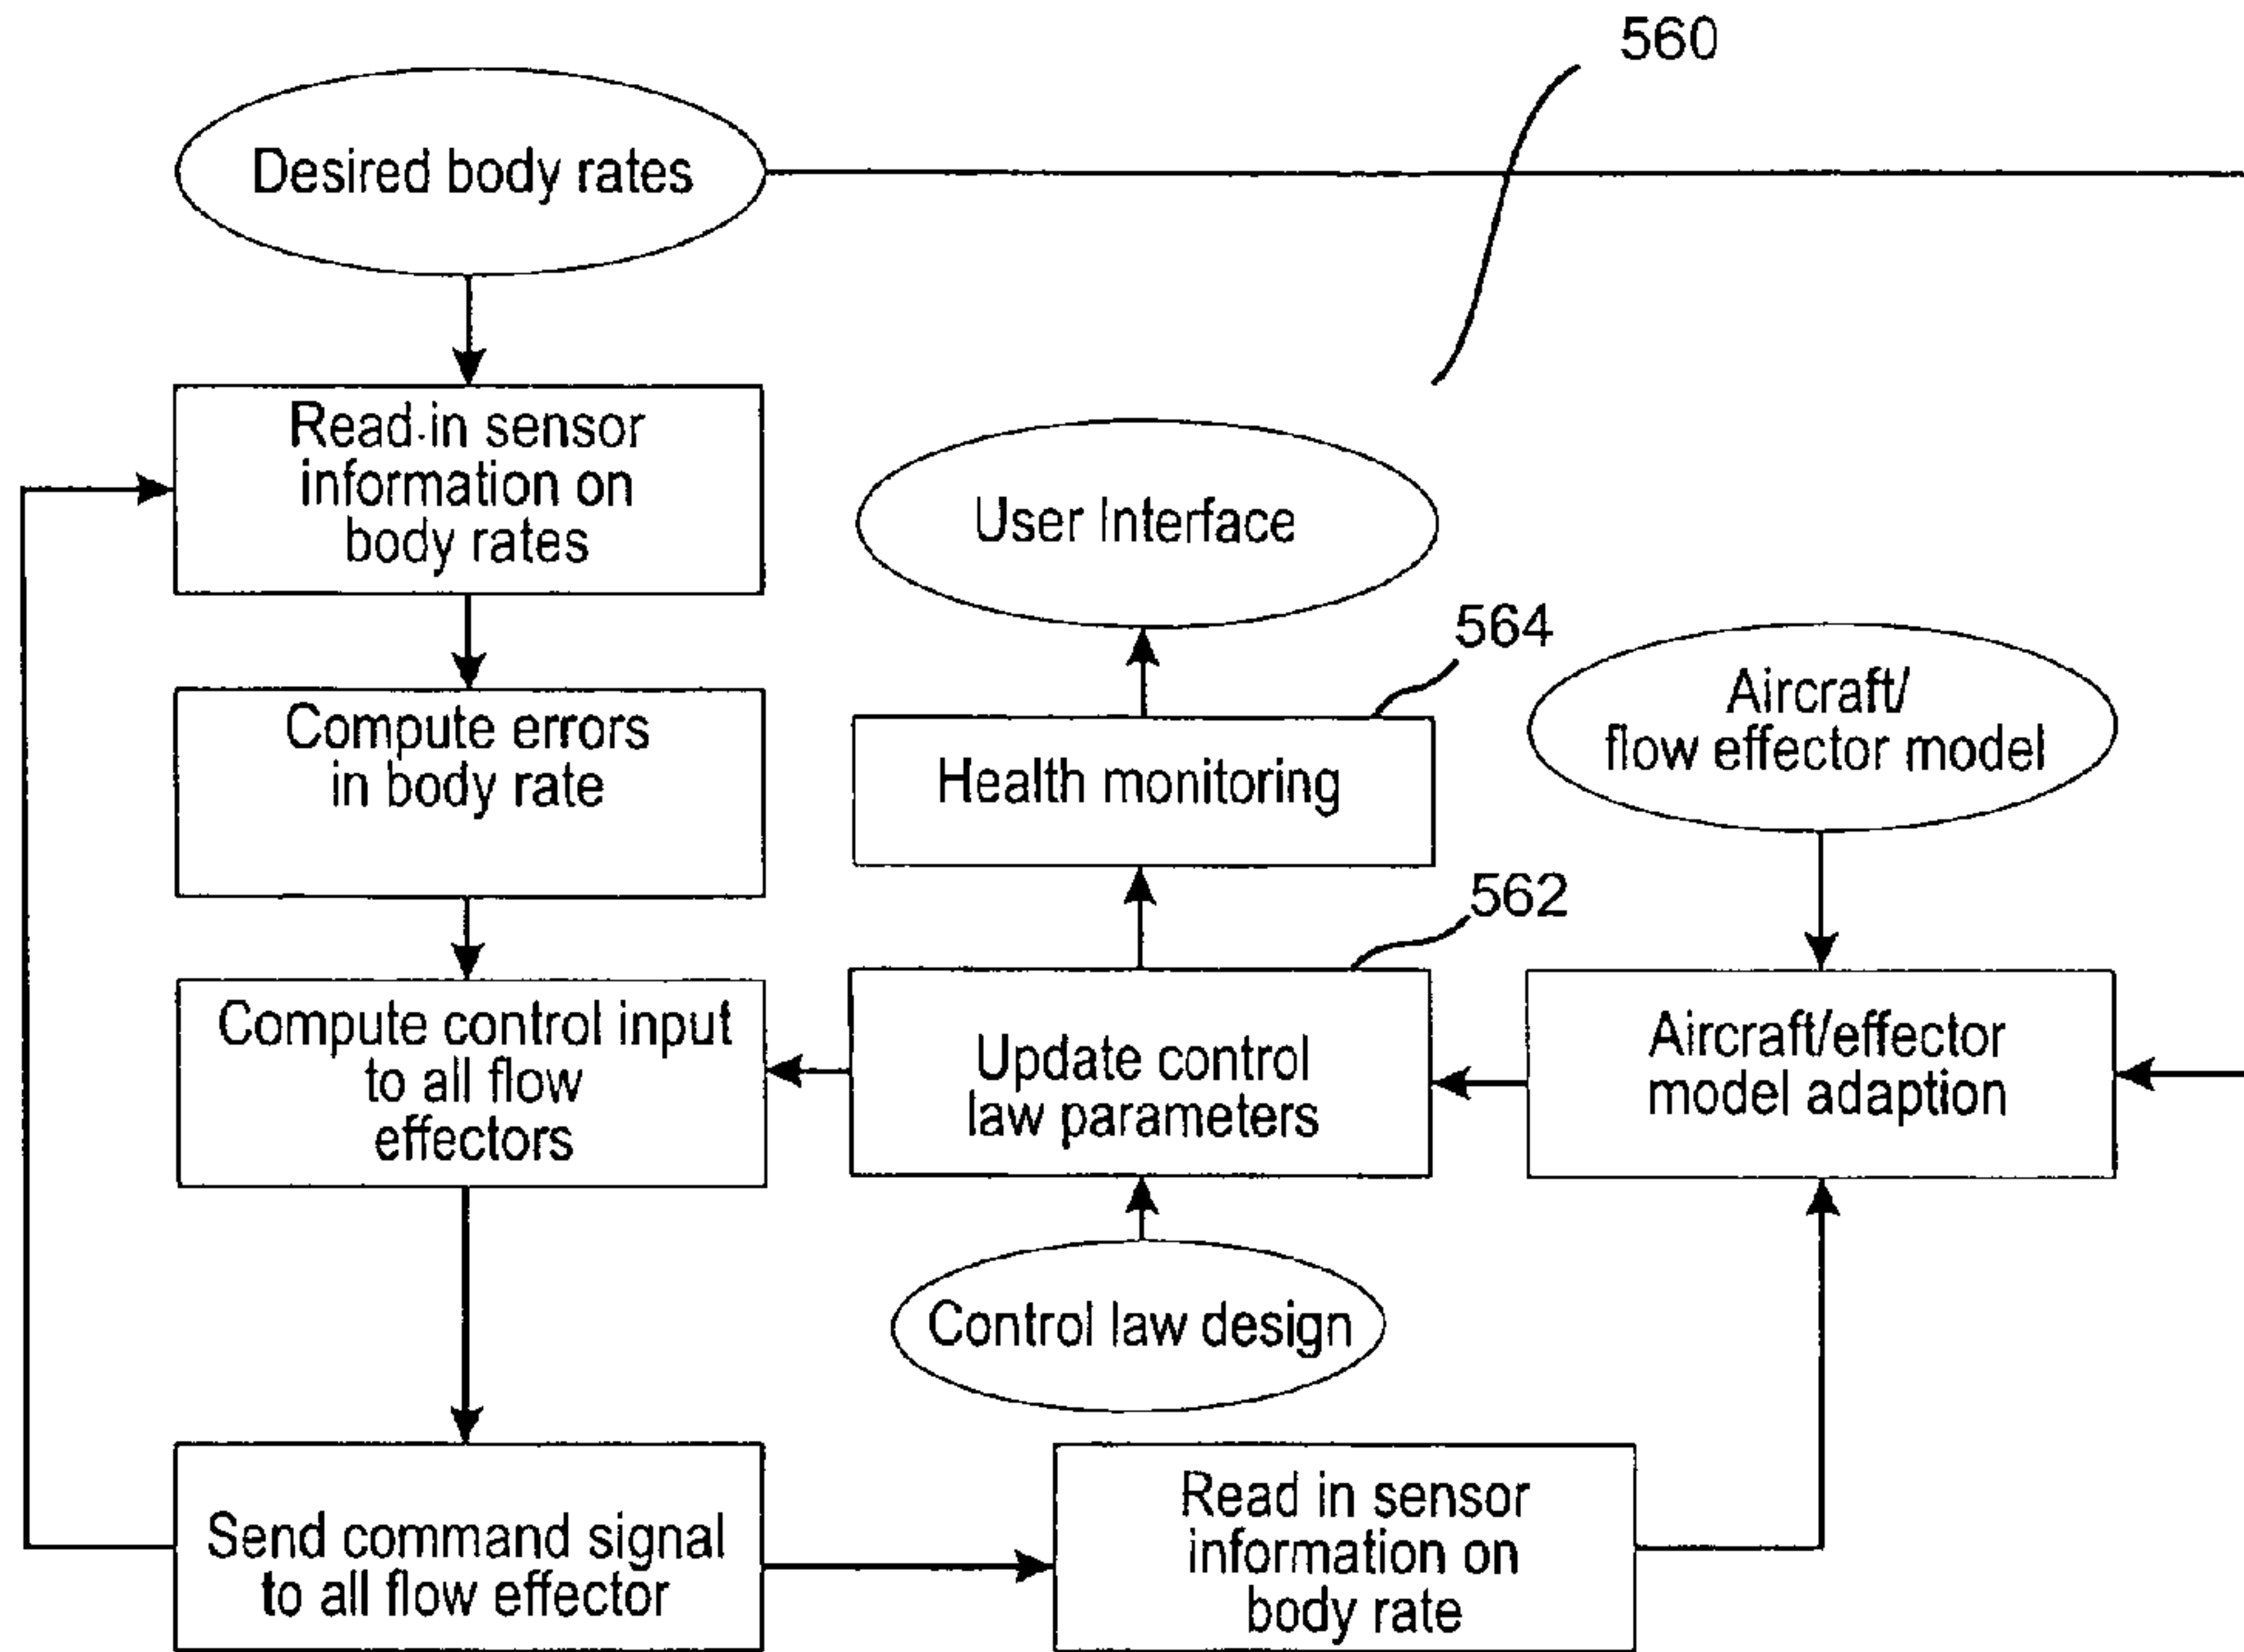 560
Desired body rates
Read in sensor
information on
body rates
User Interface
564
Aircraft/
flow effector model
Compute errors
in body rate
Health monitoring
562
Compute control input
to all flow
effectors
Update control
law parameters
Aircraft/effector
model adaption
Control law design
Send command signal
to all flow effector
Read in sensor
information on
body rate